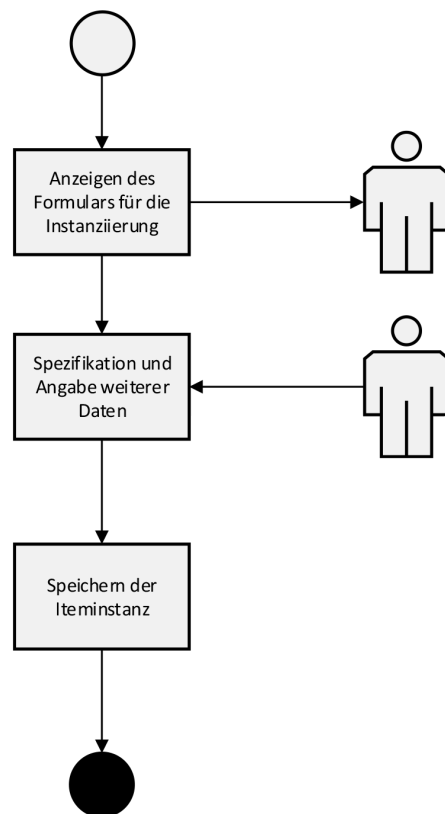 Anzeigen des
Formulars für die
Instanziierung
Spezifikation und
Angabe weiterer
Daten
Speichern der
Iteminstanz